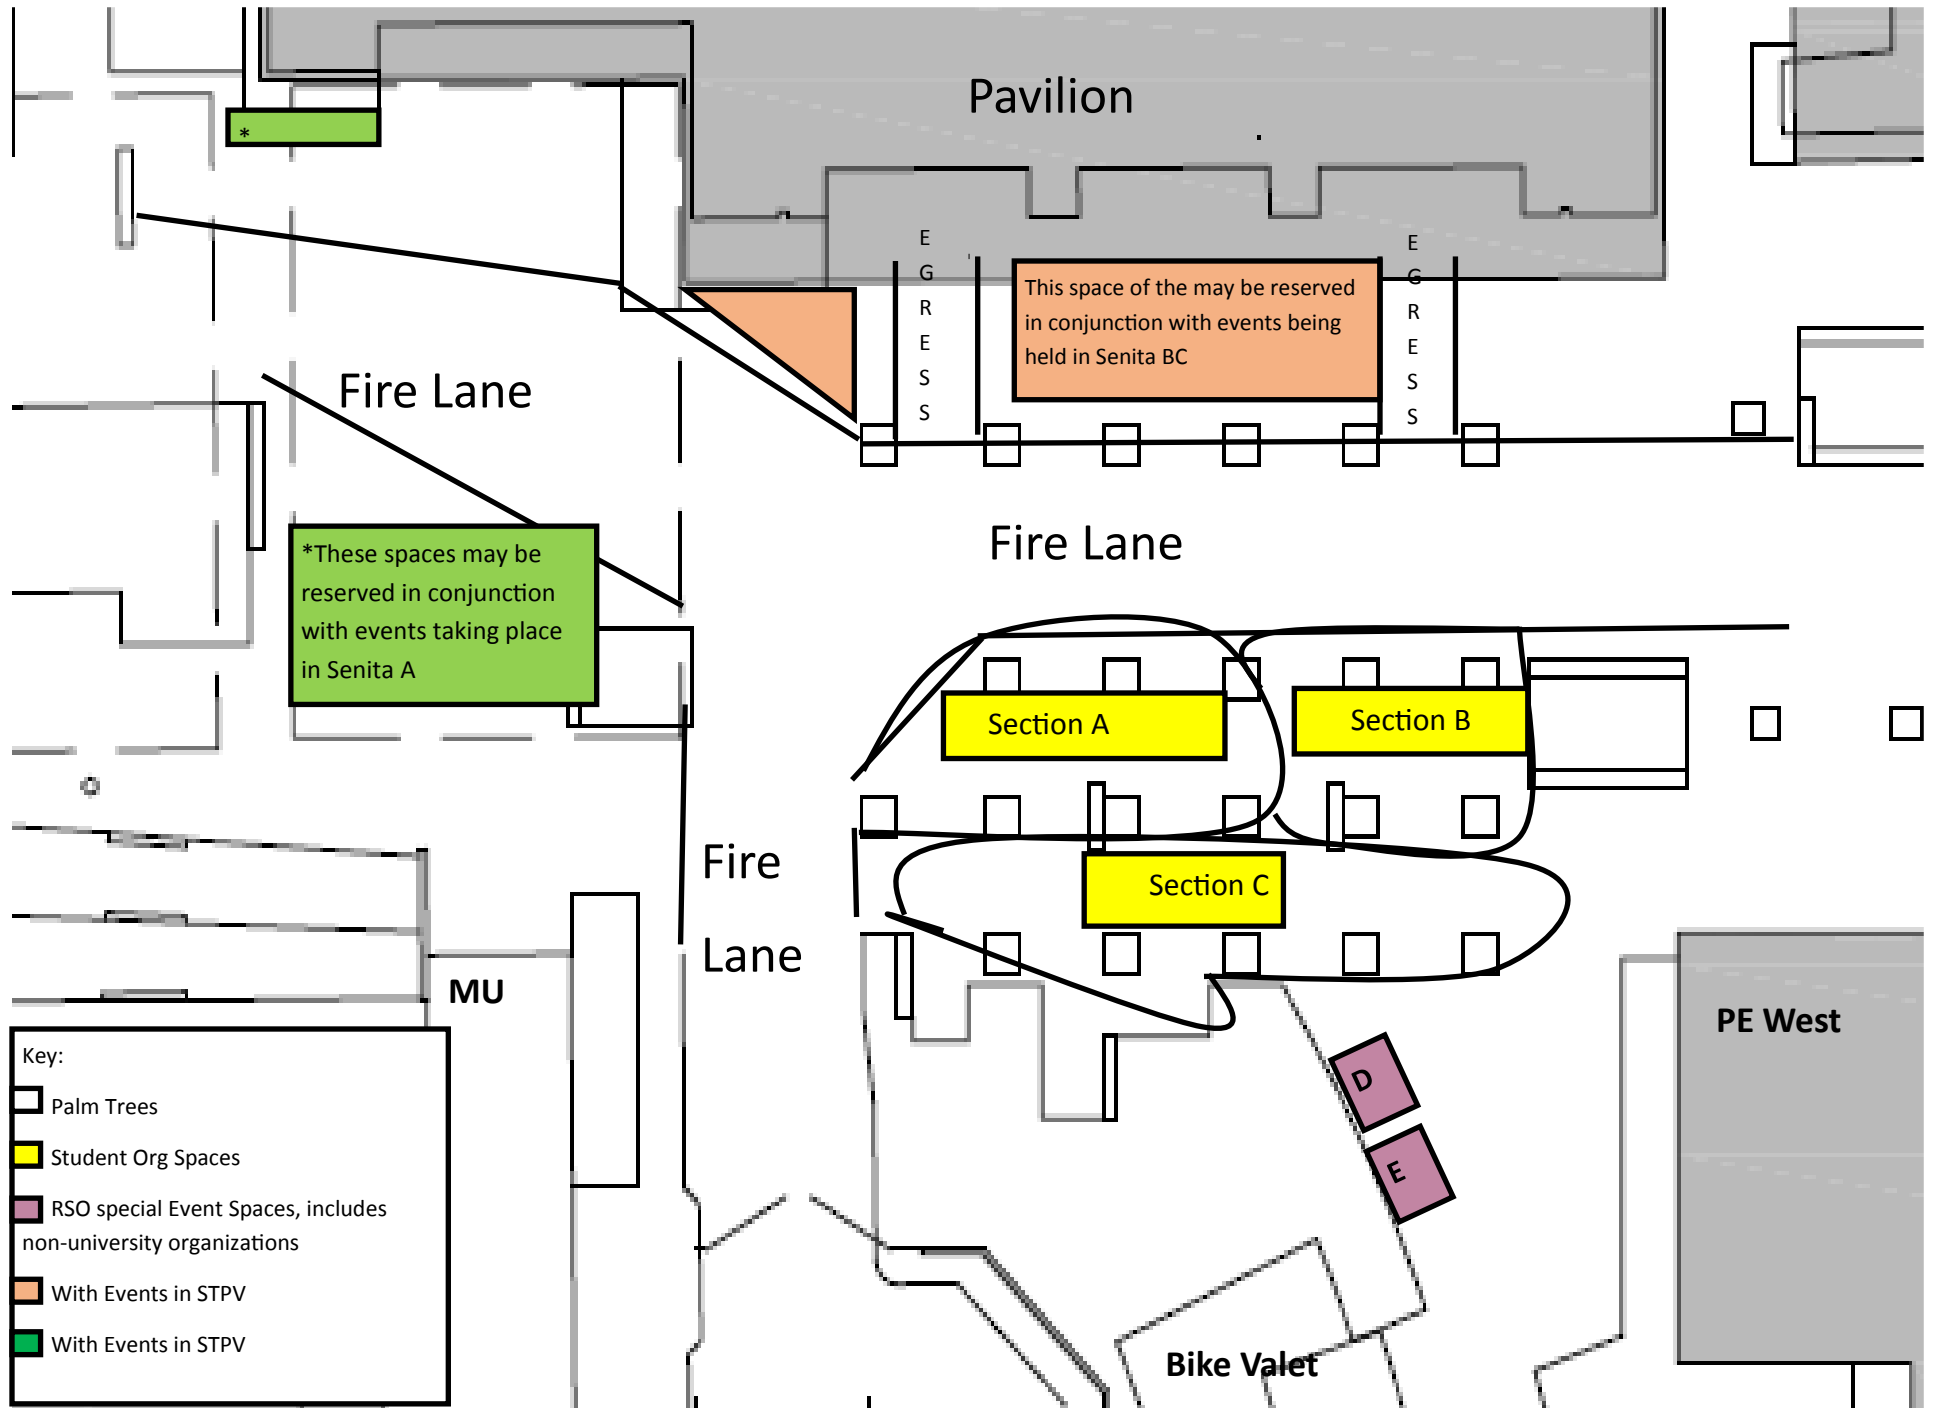 Pavilion
*
E
G
R
E
S
S
E
G
R
E
S
S
This space of the may be reserved
in conjunction with events being
held in Senita BC
Fire Lane
Fire Lane
*These spaces may be
reserved in conjunction
with events taking place
in Senita A
Section A
Section B
Fire
Lane
Section C
MU
PE West
D
E
Bike Valet
Key:
Palm Trees
Student Org Spaces
RSO special Event Spaces, includes
non-university organizations
With Events in STPV
With Events in STPV